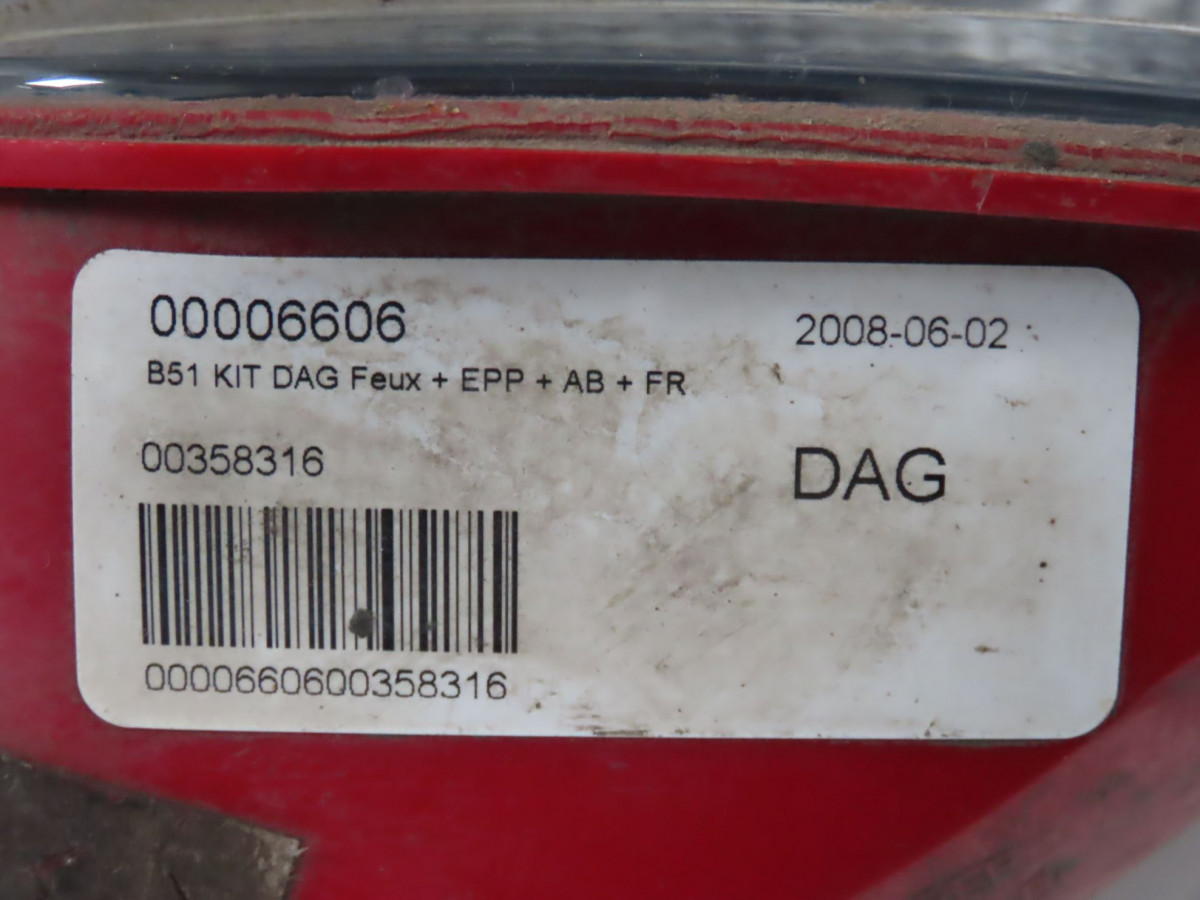 00006606
2008-06-02
B51 KIT DAG Feux + EPP + AB + FR
00358316
DAG
0000660600358316